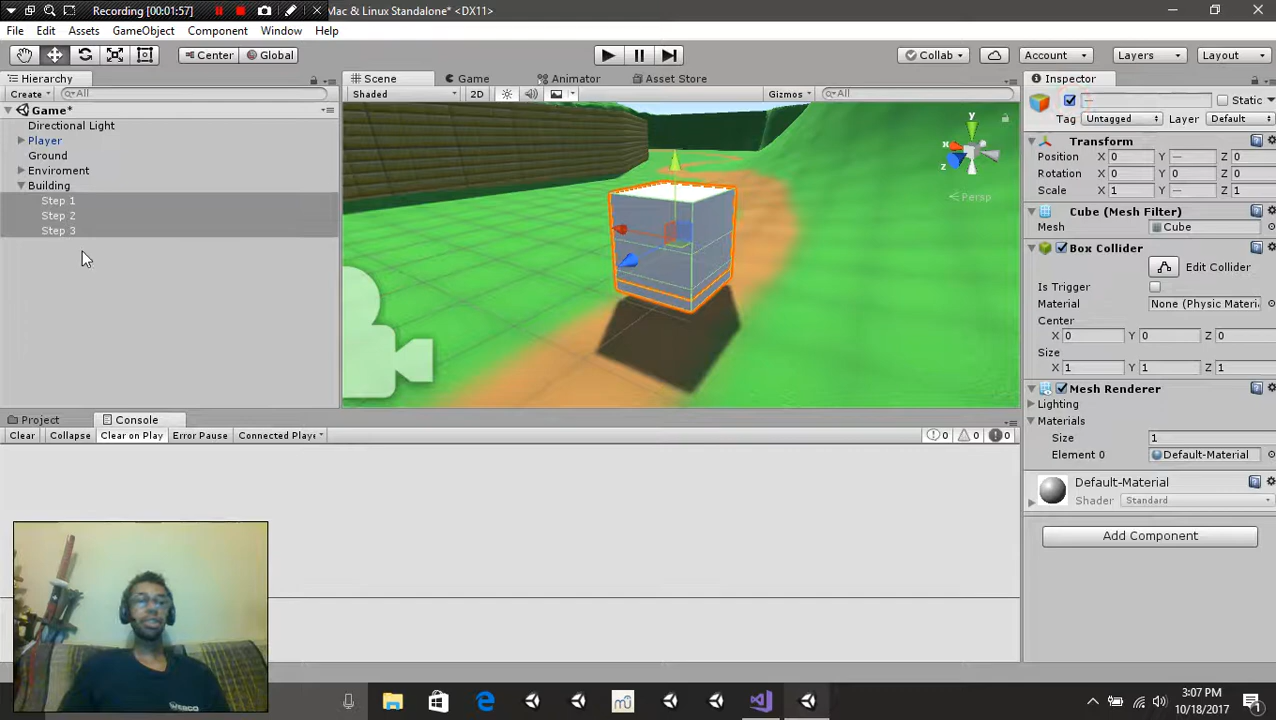 Recording [00:01:57]
Mac & Linux Standalone* <DX11>
File Edit Assets GameObject Component Window Help
Center Global
Collab Account Layers Layout
Hierarchy
Scene Game Animator Asset Store
Inspector
Create All
Shaded 2D Gizmos All
Static
Tag Untagged Layer Default
Game*
Directional Light
Player
Ground
Enviroment
Building
Step 1
Step 2
Step 3
y
x
z
Persp
Transform
Position X 0 Y — Z 0
Rotation X 0 Y 0 Z 0
Scale X 1 Y — Z 1
Cube (Mesh Filter)
Mesh Cube
Box Collider
Edit Collider
Is Trigger
Material None (Physic Materi
Center
X 0 Y 0 Z 0
Size
X 1 Y 1 Z 1
Mesh Renderer
Lighting
Materials
Size 1
Element 0 Default-Material
Default-Material
Shader Standard
Add Component
Project Console
Clear Collapse Clear on Play Error Pause Connected Player
0 0 0
3:07 PM
10/18/2017